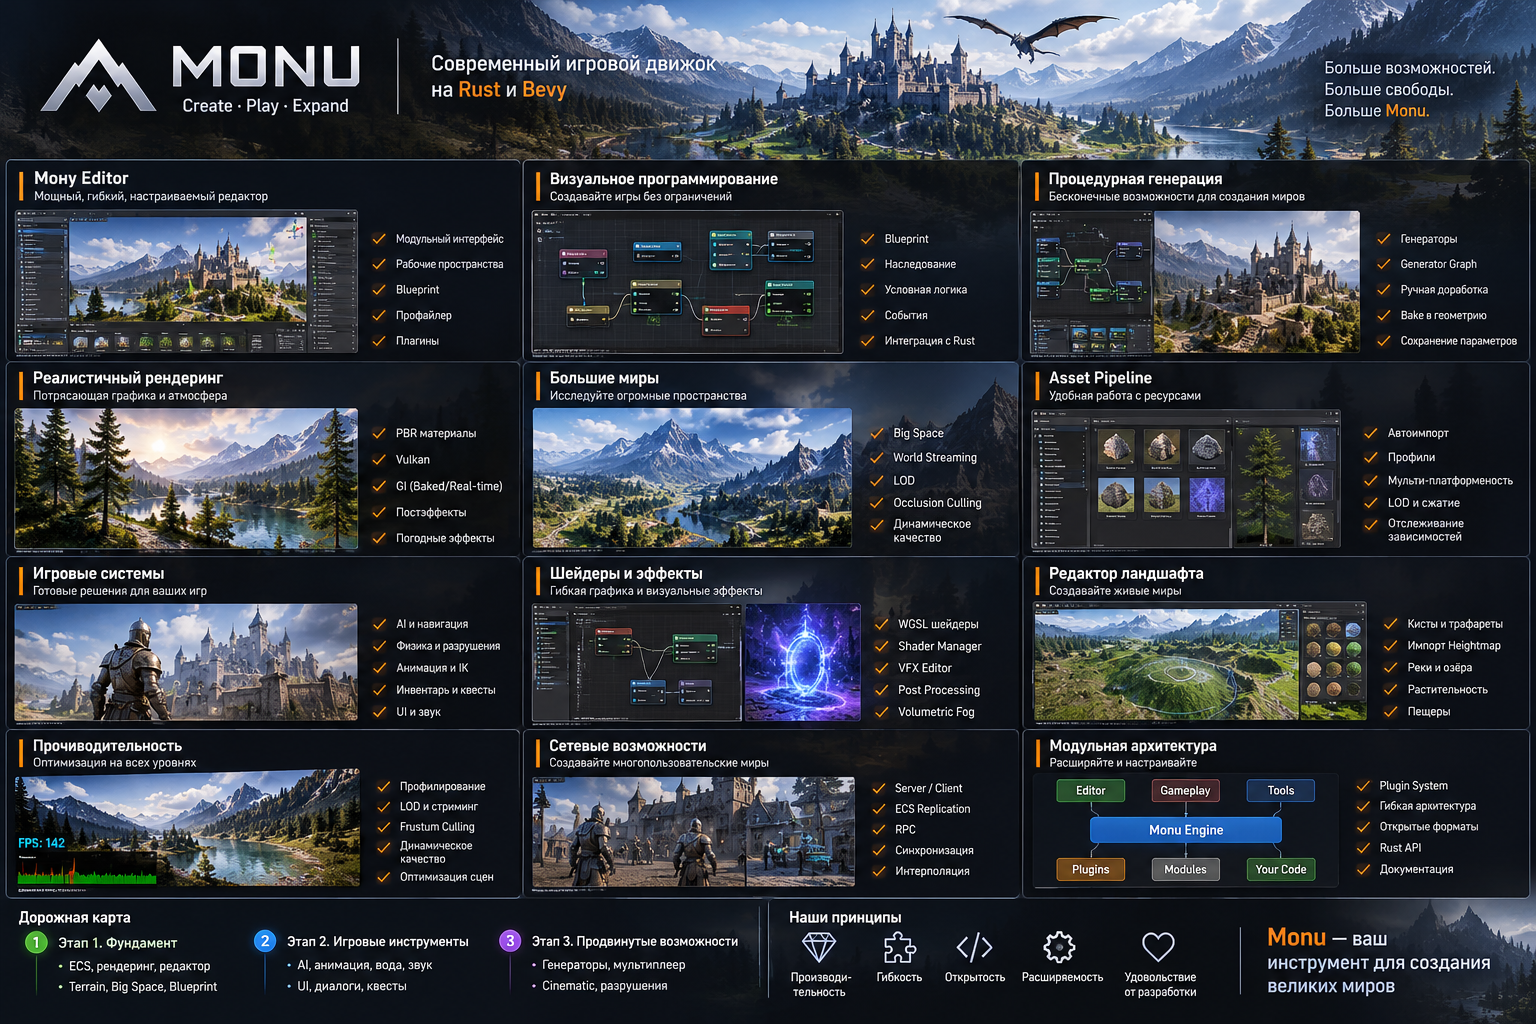 MONU
Create · Play · Expand
Современный игровой движок
на Rust и Bevy
Больше возможностей.
Больше свободы.
Больше Monu.
Мону Editor
Мощный, гибкий, настраиваемый редактор
Модульный интерфейс
Рабочие пространства
Blueprint
Профайлер
Плагины
Визуальное программирование
Создавайте игры без ограничений
Blueprint
Наследование
Условная логика
События
Интеграция с Rust
Процедурная генерация
Бесконечные возможности для создания миров
Генераторы
Generator Graph
Ручная доработка
Bake в геометрию
Сохранение параметров
Реалистичный рендеринг
Потрясающая графика и атмосфера
PBR материалы
Vulkan
GI (Baked/Real-time)
Постэффекты
Погодные эффекты
Большие миры
Исследуйте огромные пространства
Big Space
World Streaming
LOD
Occlusion Culling
Динамическое
качество
Asset Pipeline
Удобная работа с ресурсами
Автоимпорт
Профили
Мульти-платформеность
LOD и сжатие
Отслеживание
зависимостей
Игровые системы
Готовые решения для ваших игр
AI и навигация
Физика и разрушения
Анимация и IK
Инвентарь и квесты
UI и звук
Шейдеры и эффекты
Гибкая графика и визуальные эффекты
WGSL шейдеры
Shader Manager
VFX Editor
Post Processing
Volumetric Fog
Редактор ландшафта
Создавайте живые миры
Кисты и трафареты
Импорт Heightmap
Реки и озёра
Растительность
Пещеры
Прочиводительность
Оптимизация на всех уровнях
FPS: 142
Профилирование
LOD и стриминг
Frustum Culling
Динамическое
качество
Оптимизация сцен
Сетевые возможности
Создавайте многопользовательские миры
Server / Client
ECS Replication
RPC
Синхронизация
Интерполяция
Модульная архитектура
Расширяйте и настривайте
Editor
Gameplay
Tools
Monu Engine
Plugins
Modules
Your Code
Plugin System
Гибкая архитектура
Открытые форматы
Rust API
Документация
Дорожная карта
1 Этап 1. Фундамент
• ECS, рендеринг, редактор
• Terrain, Big Space, Blueprint
2 Этап 2. Игровые инструменты
• AI, анимация, вода, звук
• UI, диалоги, квесты
3 Этап 3. Продвинутые возможности
• Генераторы, мультиплеер
• Cinematic, разрушения
Наши принципы
Производи-
тельность
Гибкость
Открытость
Расширяемость
Удовольствие
от разработки
Monu — ваш
инструмент для создания
великих миров